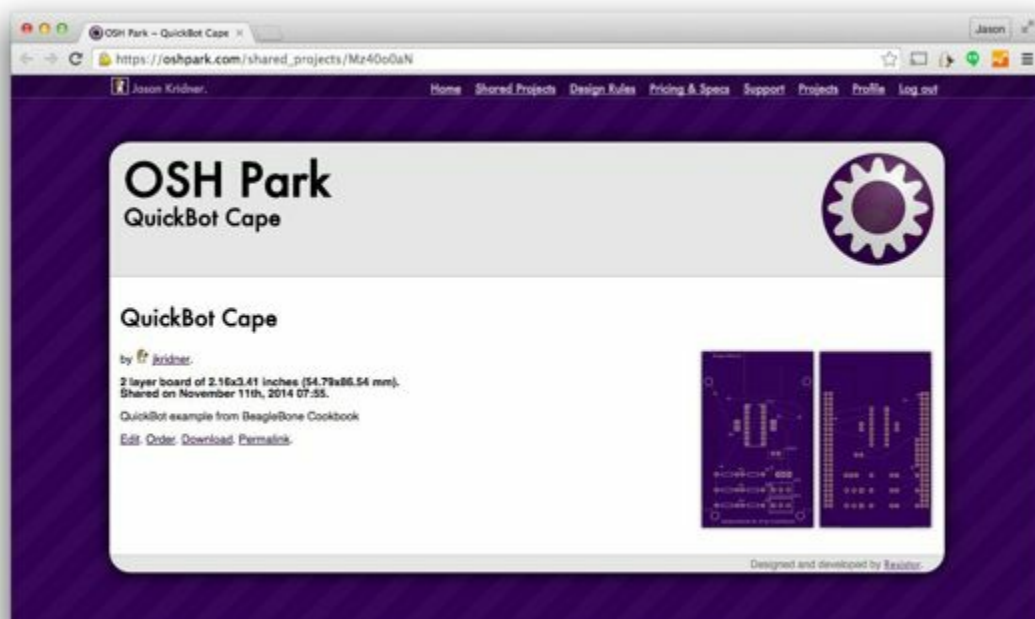 OSH Park ~ QuickBot Cape
Jason
https://oshpark.com/shared_projects/Mz40o0aN
Jason Kridner.
Home Shared Projects Design Rules Pricing & Specs Support Projects Profile Log out
OSH Park
QuickBot Cape
QuickBot Cape
by jkridner.
2 layer board of 2.16x3.41 inches (54.79x86.54 mm).
Shared on November 11th, 2014 07:55.
QuickBot example from BeagleBone Cookbook
Edit. Order. Download. Permalink.
Designed and developed by Resistor.